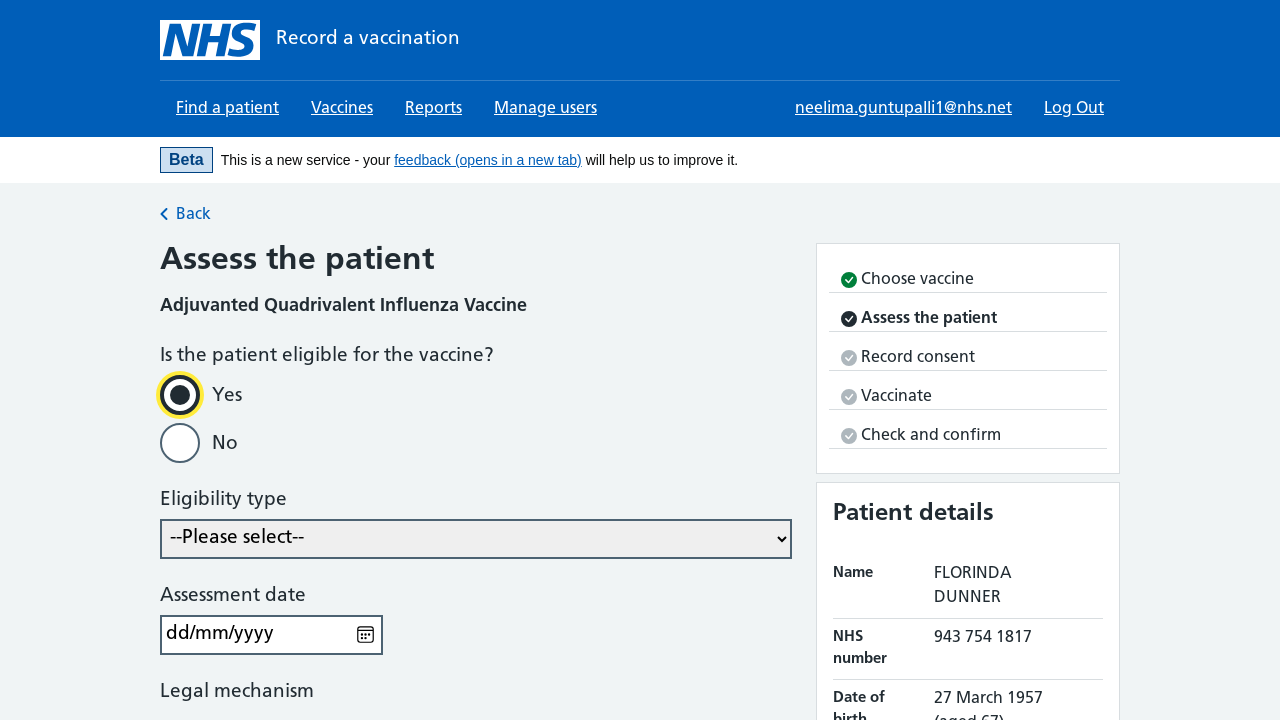 NHS Record a vaccination
Find a patient Vaccines Reports Manage users neelima.guntupalli1@nhs.net Log Out
Beta This is a new service - your feedback (opens in a new tab) will help us to improve it.
Back
Assess the patient
Adjuvanted Quadrivalent Influenza Vaccine
Is the patient eligible for the vaccine?
Yes
No
Eligibility type
--Please select--
Assessment date
dd/mm/yyyy
Legal mechanism
Choose vaccine
Assess the patient
Record consent
Vaccinate
Check and confirm
Patient details
Name FLORINDA
DUNNER
NHS 943 754 1817
number
Date of 27 March 1957
birth (aged 67)